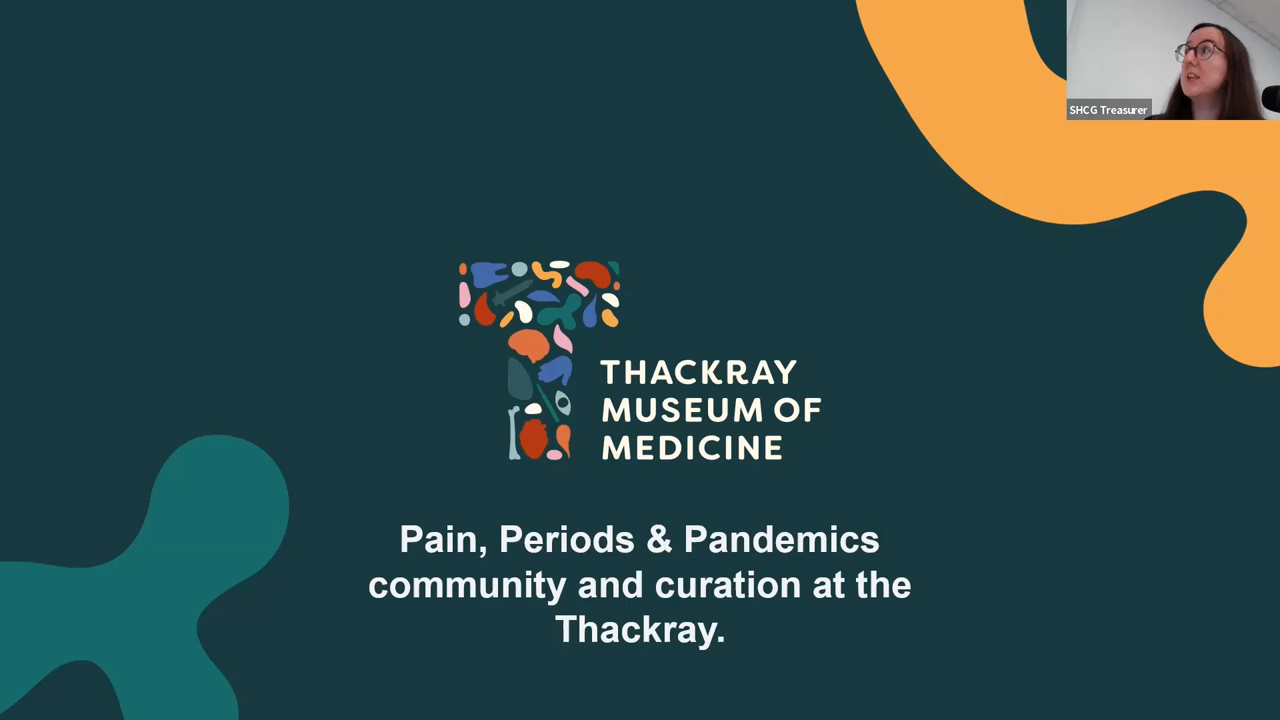 SHCG Treasurer
THACKRAY
MUSEUM OF
MEDICINE
Pain, Periods & Pandemics
community and curation at the
Thackray.